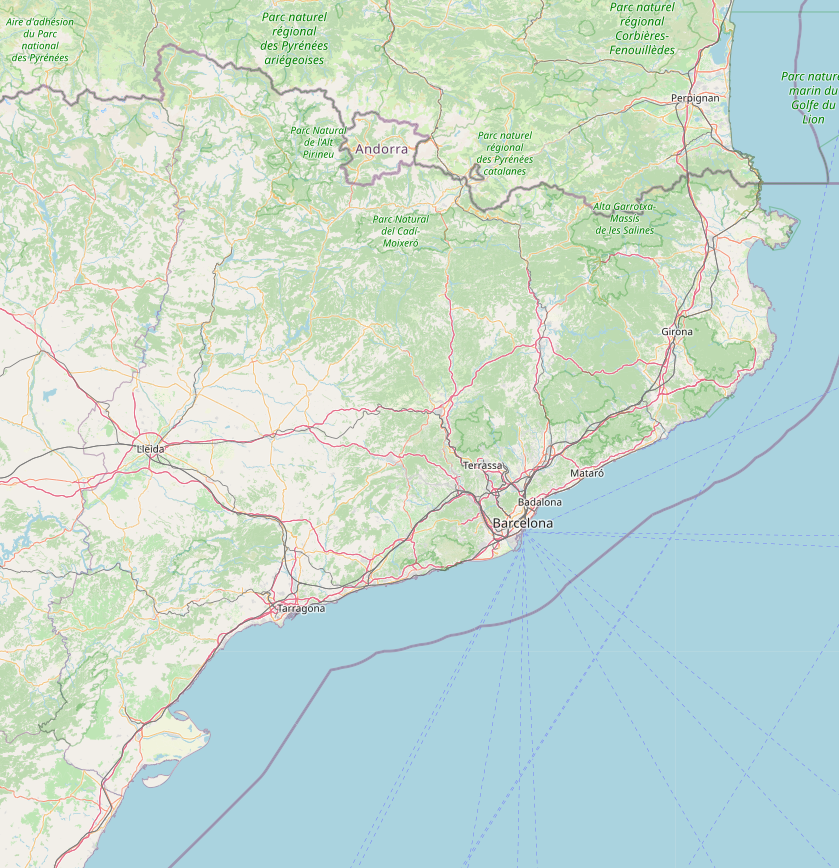 Aire d'adhésion
du Parc
national
des Pyrénées
Parc naturel
régional
des Pyrénées
ariégeoises
Parc naturel
régional
Corbières-
Fenouillèdes
Parc nature
marin du
Golfe du
Lion
Perpignan
Parc Natural
de l'Alt
Pirineu
Andorra
Parc naturel
régional
des Pyrénées
catalanes
Parc Natural
del Cadí-
Moixeró
Alta Garrotxa-
Massís
de les Salines
Girona
Lleida
Terrassa
Mataró
Badalona
Barcelona
Tarragona